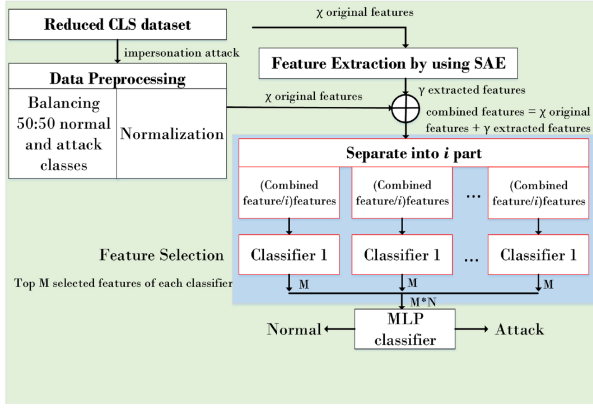 Reduced CLS dataset
χ original features
impersonation attack
Data Preprocessing
Balancing
50:50 normal
and attack
classes
Normalization
Feature Extraction by using SAE
γ extracted features
χ original features
combined features = χ original
features + γ extracted features
Separate into i part
(Combined
feature/i)features
(Combined
feature/i)features
...
(Combined
feature/i)features
Feature Selection
Classifier 1
Classifier 1
...
Classifier 1
Top M selected features of each classifier
M
M
M
M*N
Normal
MLP
classifier
Attack